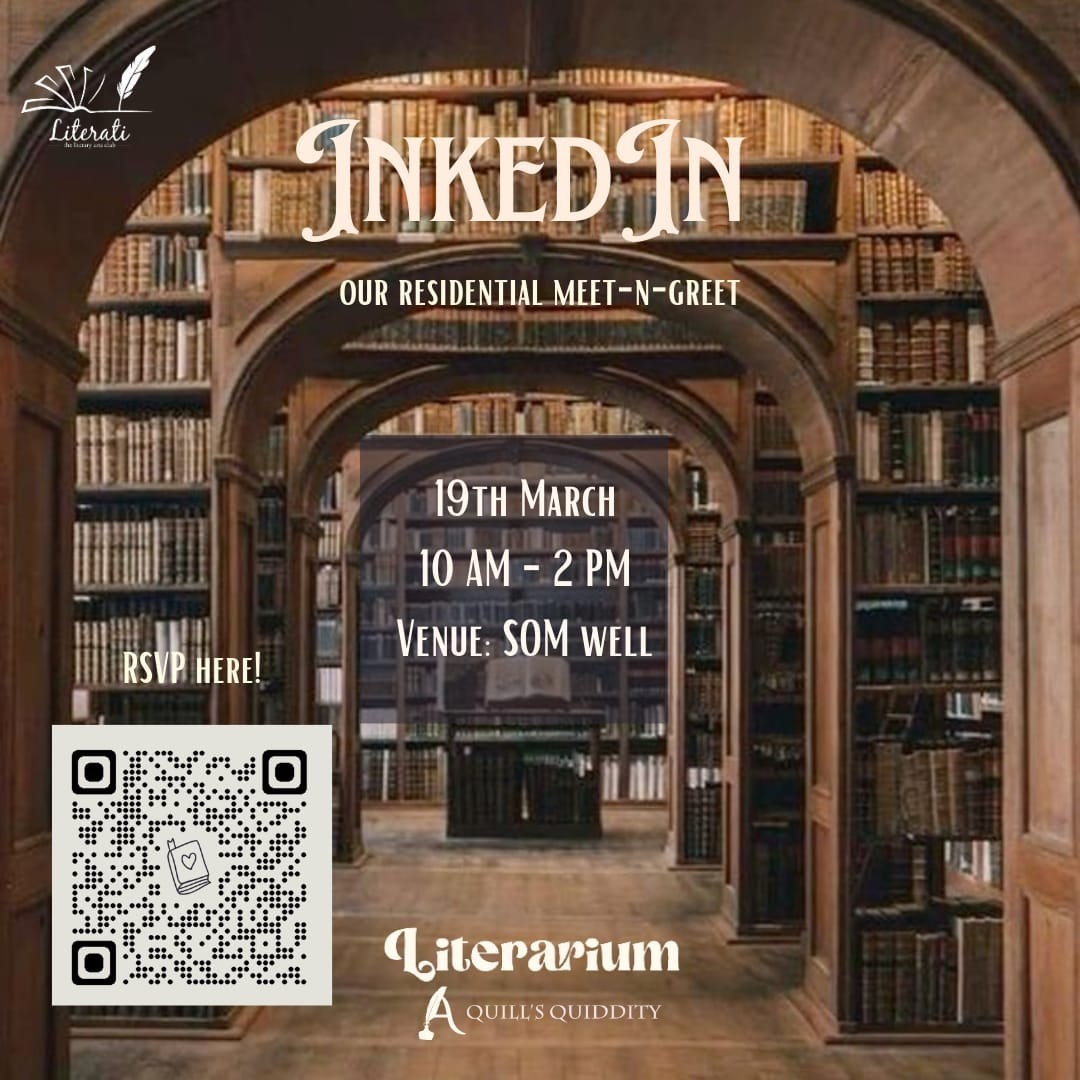 Literati
the literary arts club
InkedIn
our residential meet-n-greet
19th March
10 AM - 2 PM
Venue: SOM well
RSVP here!
Literarium
A Quill's Quiddity